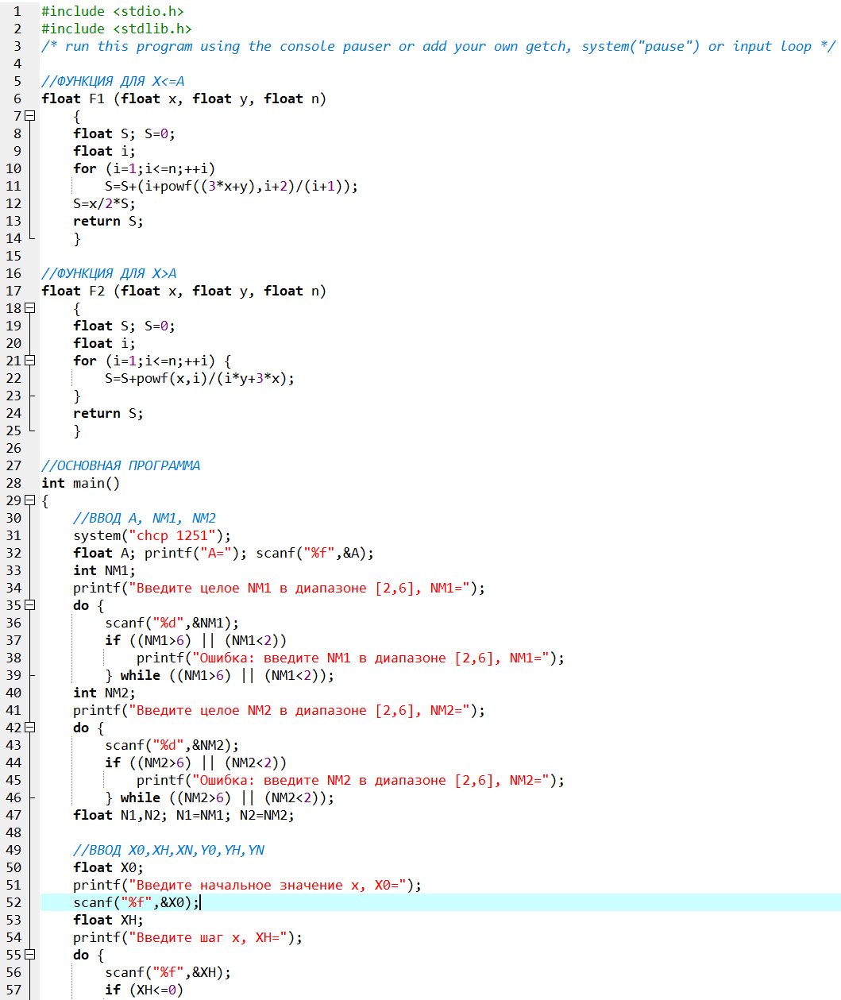 1 #include <stdio.h>
2 #include <stdlib.h>
3 /* run this program using the console pauser or add your own getch, system("pause") or input loop */
4
5 //ФУНКЦИЯ ДЛЯ X<=A
6 float F1 (float x, float y, float n)
7 {
8 float S; S=0;
9 float i;
10 for (i=1;i<=n;++i)
11 S=S+(i+powf((3*x+y),i+2)/(i+1));
12 S=x/2*S;
13 return S;
14 }
15
16 //ФУНКЦИЯ ДЛЯ X>A
17 float F2 (float x, float y, float n)
18 {
19 float S; S=0;
20 float i;
21 for (i=1;i<=n;++i) {
22 S=S+powf(x,i)/(i*y+3*x);
23 }
24 return S;
25 }
26
27 //ОСНОВНАЯ ПРОГРАММА
28 int main()
29 {
30 //ВВОД A, NM1, NM2
31 system("chcp 1251");
32 float A; printf("A="); scanf("%f",&A);
33 int NM1;
34 printf("Введите целое NM1 в диапазоне [2,6], NM1=");
35 do {
36 scanf("%d",&NM1);
37 if ((NM1>6) || (NM1<2))
38 printf("Ошибка: введите NM1 в диапазоне [2,6], NM1=");
39 } while ((NM1>6) || (NM1<2));
40 int NM2;
41 printf("Введите целое NM2 в диапазоне [2,6], NM2=");
42 do {
43 scanf("%d",&NM2);
44 if ((NM2>6) || (NM2<2))
45 printf("Ошибка: введите NM2 в диапазоне [2,6], NM2=");
46 } while ((NM2>6) || (NM2<2));
47 float N1,N2; N1=NM1; N2=NM2;
48
49 //ВВОД X0,XH,XN,Y0,YH,YN
50 float X0;
51 printf("Введите начальное значение x, X0=");
52 scanf("%f",&X0);
53 float XH;
54 printf("Введите шаг x, XH=");
55 do {
56 scanf("%f",&XH);
57 if (XH<=0)